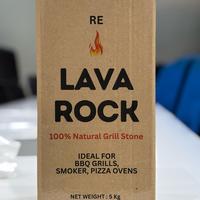 RE
LAVA
ROCK
100% Natural Grill Stone
IDEAL FOR
BBQ GRILLS,
SMOKER, PIZZA OVENS
NET WEIGHT : 5 Kg